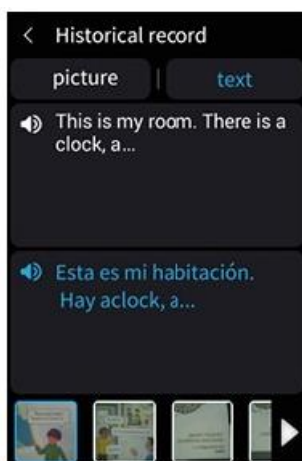 Historical record
picture | text
This is my room. There is a
clock, a...
Esta es mi habitación.
Hay aclock, a...